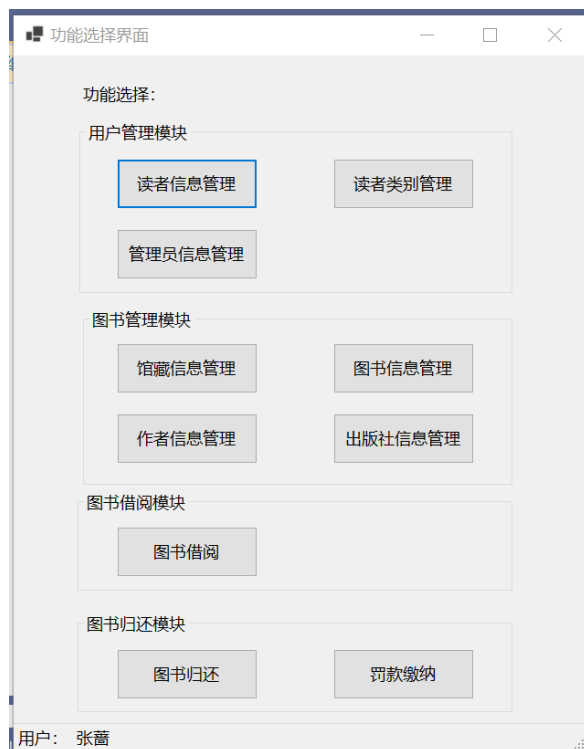 功能选择界面
功能选择：
用户管理模块
读者信息管理 读者类别管理
管理员信息管理
图书管理模块
馆藏信息管理 图书信息管理
作者信息管理 出版社信息管理
图书借阅模块
图书借阅
图书归还模块
图书归还 罚款缴纳
用户： 张蔷